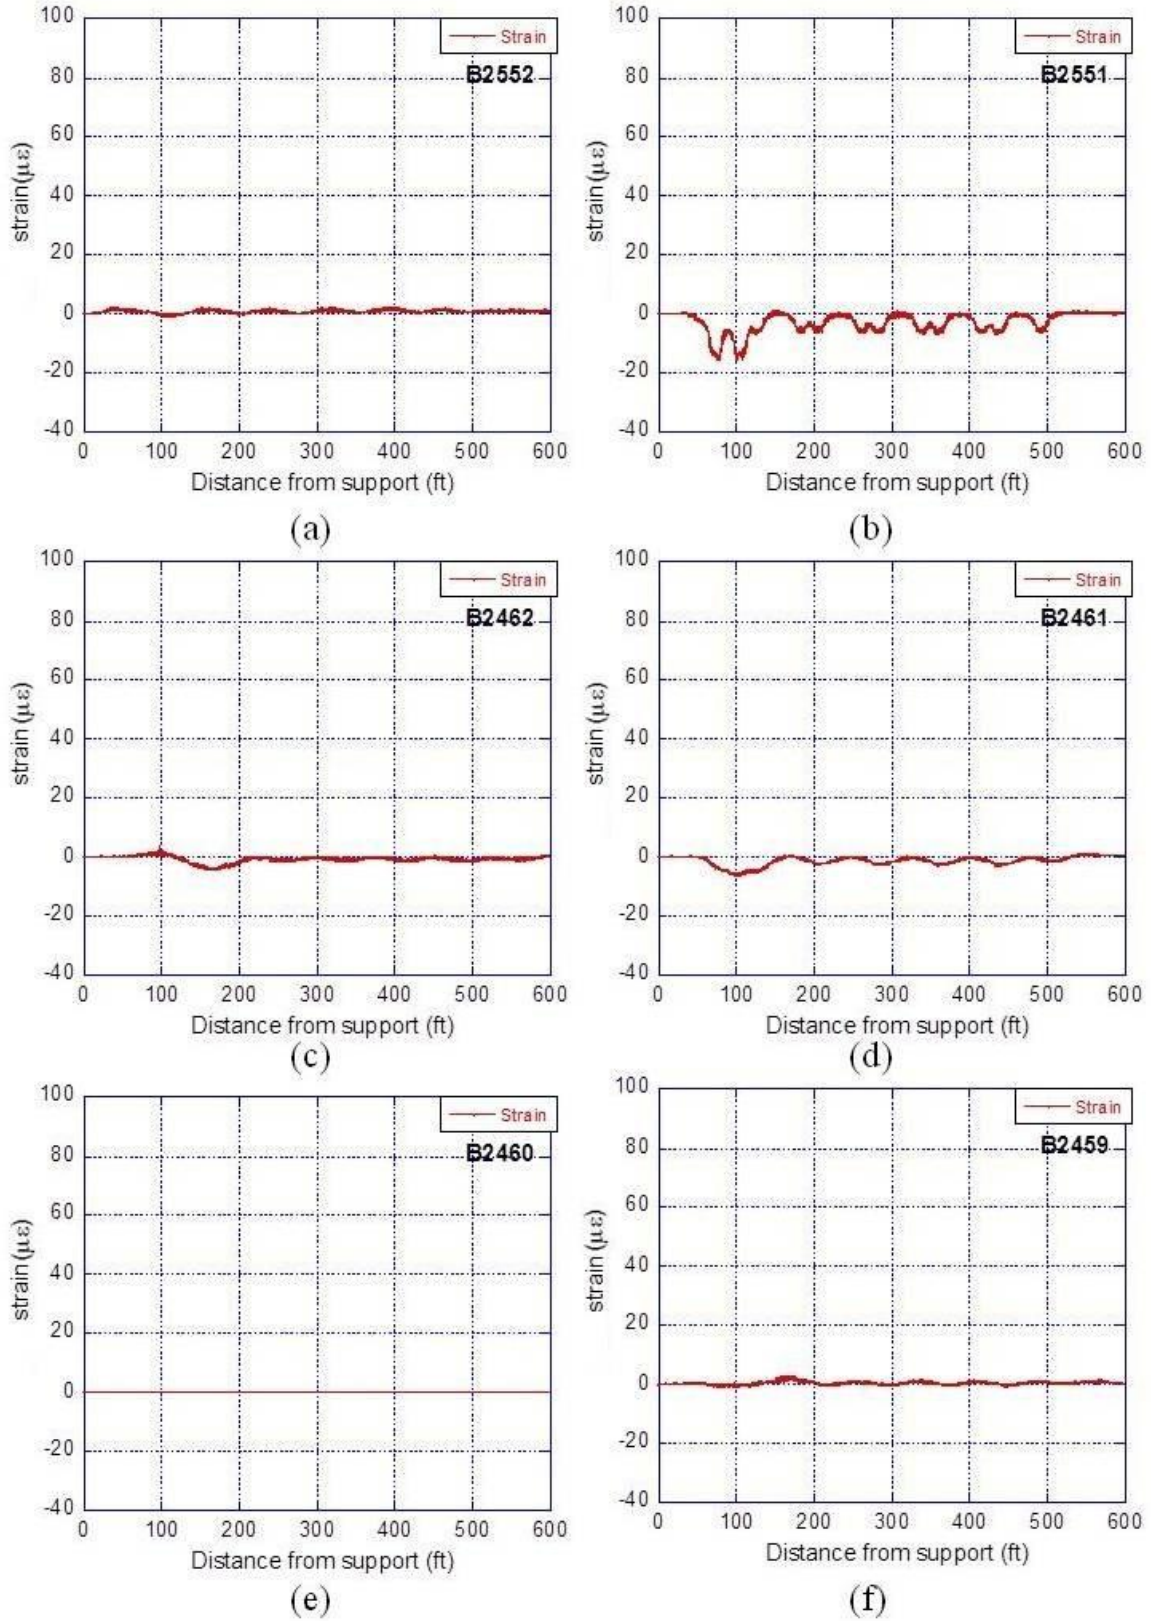 100
80
60
40
20
0
-20
-40
strain(με)
Strain
B2552
0 100 200 300 400 500 600
Distance from support (ft)
(a)
100
80
60
40
20
0
-20
-40
strain(με)
Strain
B2551
0 100 200 300 400 500 600
Distance from support (ft)
(b)
100
80
60
40
20
0
-20
-40
strain(με)
Strain
B2462
0 100 200 300 400 500 600
Distance from support (ft)
(c)
100
80
60
40
20
0
-20
-40
strain(με)
Strain
B2461
0 100 200 300 400 500 600
Distance from support (ft)
(d)
100
80
60
40
20
0
-20
-40
strain(με)
Strain
B2460
0 100 200 300 400 500 600
Distance from support (ft)
(e)
100
80
60
40
20
0
-20
-40
strain(με)
Strain
B2459
0 100 200 300 400 500 600
Distance from support (ft)
(f)